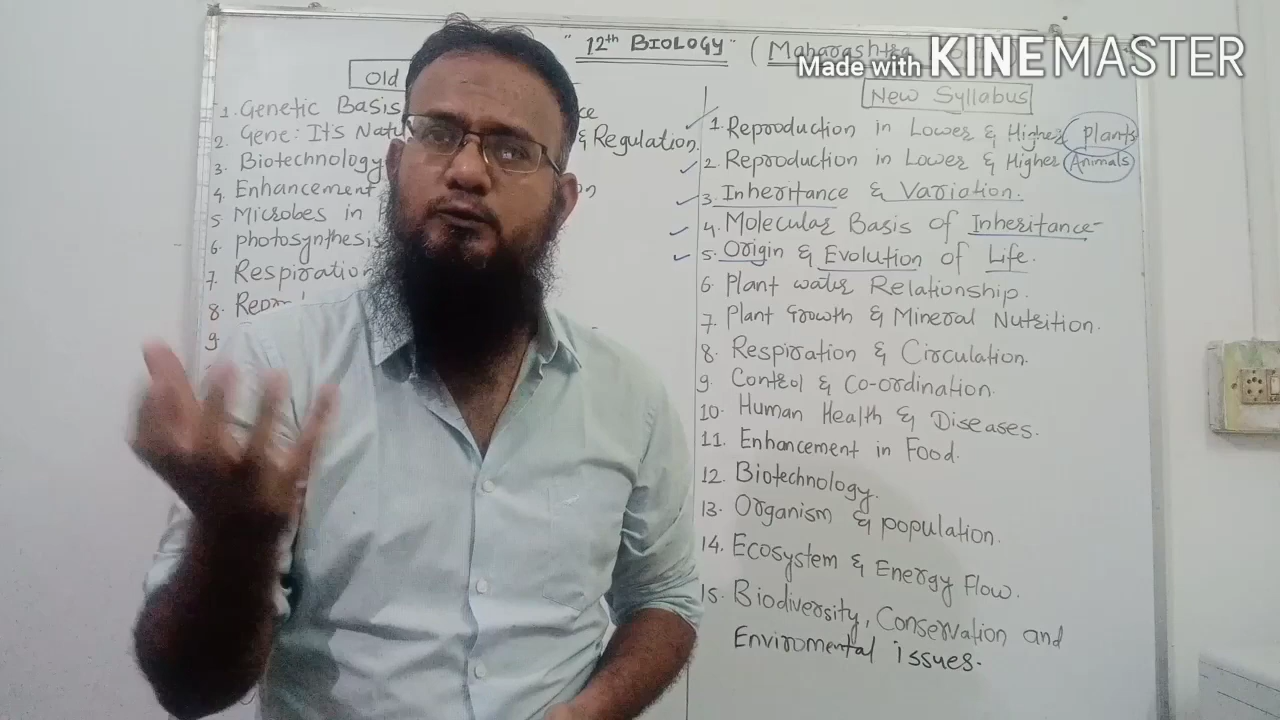 " 12th BIOLOGY " ( Maharashtra
Made with KINEMASTER
Old
1. Genetic Basis
2. Gene: It's & Regulation.
3. Biotechnology
4. Enhancement
5 Microbes in
6. photosynthesis
7. Respiration
8.
9
New Syllabus
1. Reproduction in Lower & Higher plants
2. Reproduction in Lower & Higher Animals
3. Inheritance & Variation.
4. Molecular Basis of Inheritance-
5. Origin & Evolution of Life.
6. Plant water Relationship.
7. Plant Growth & Mineral Nutrition.
8. Respiration & Circulation.
9. Control & Co-ordination.
10. Human Health & Diseases.
11. Enhancement in Food.
12. Biotechnology.
13. Organism & population.
14. Ecosystem & Energy Flow.
15. Biodiversity, Conservation and
Enviromental issues.